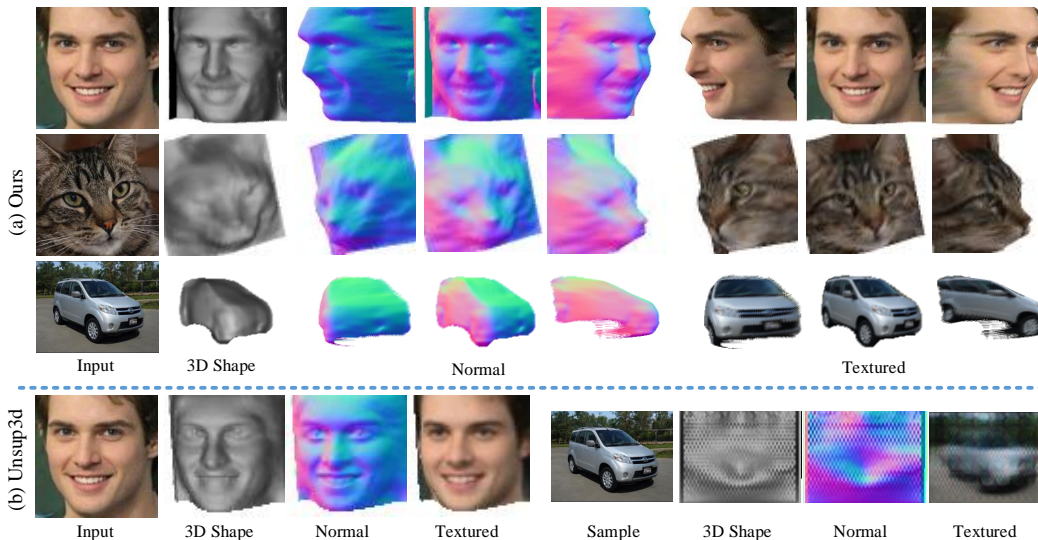 (a) Ours
Input 3D Shape Normal Textured
(b) Unsup3d
Input 3D Shape Normal Textured Sample 3D Shape Normal Textured